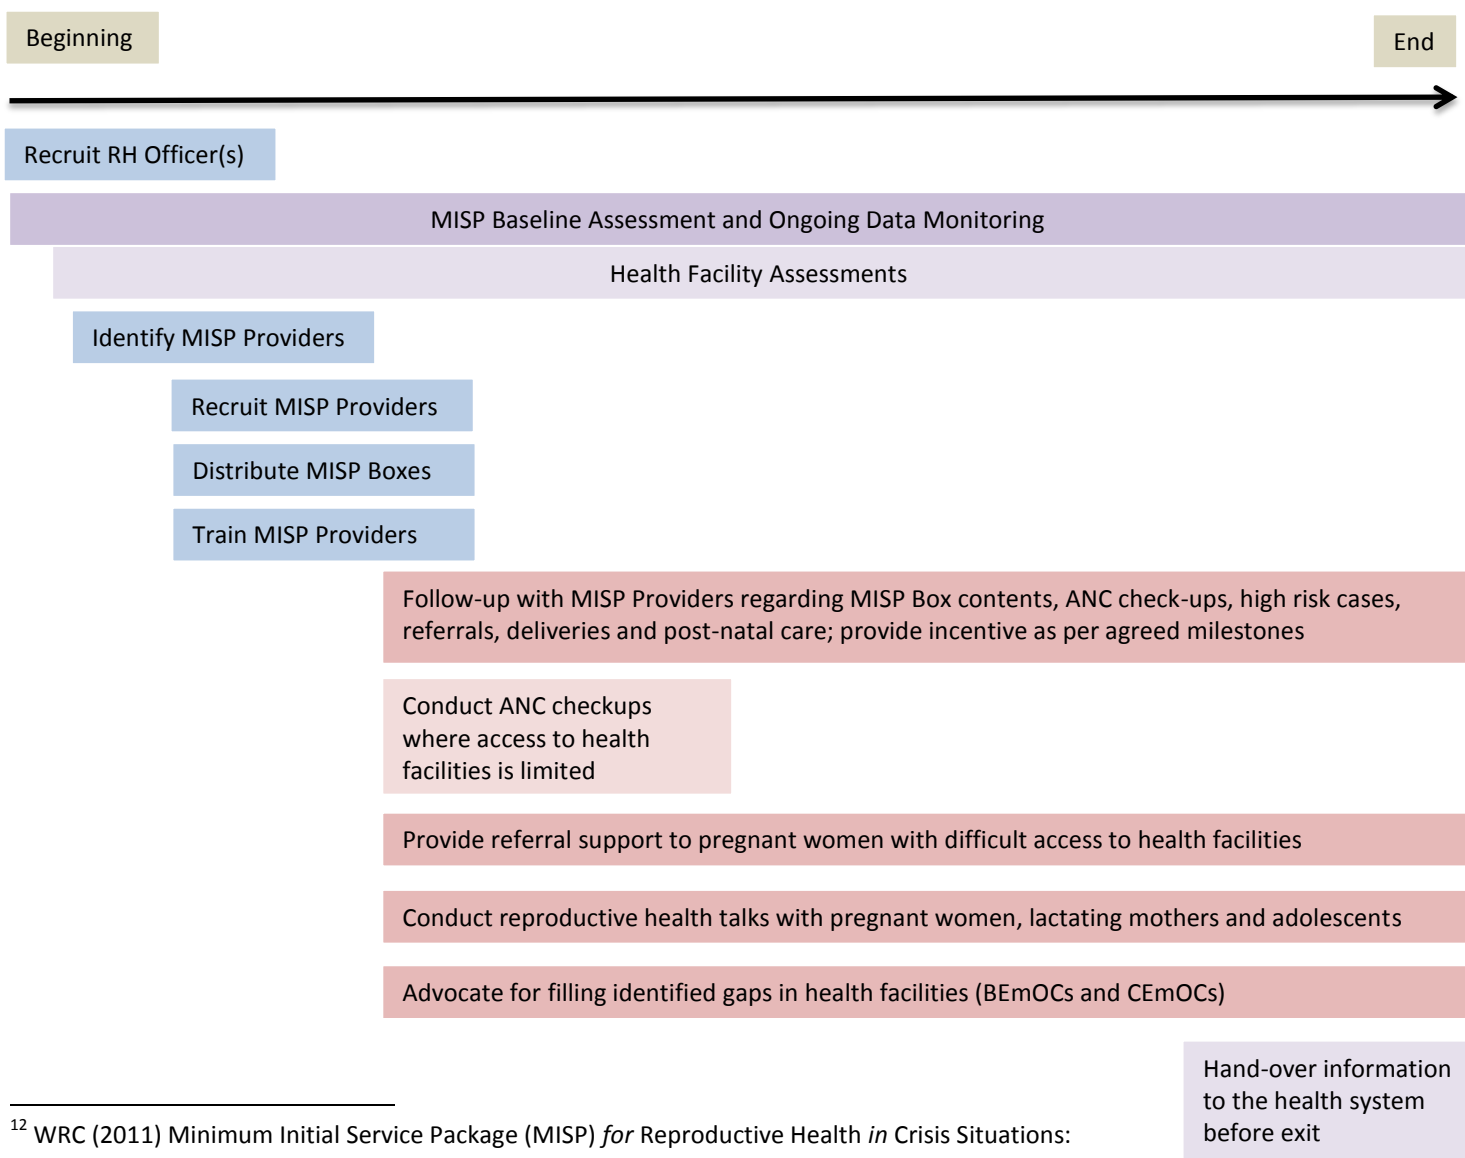 Beginning
End
Recruit RH Officer(s)
MISP Baseline Assessment and Ongoing Data Monitoring
Health Facility Assessments
Identify MISP Providers
Recruit MISP Providers
Distribute MISP Boxes
Train MISP Providers
Follow-up with MISP Providers regarding MISP Box contents, ANC check-ups, high risk cases,
referrals, deliveries and post-natal care; provide incentive as per agreed milestones
Conduct ANC checkups
where access to health
facilities is limited
Provide referral support to pregnant women with difficult access to health facilities
Conduct reproductive health talks with pregnant women, lactating mothers and adolescents
Advocate for filling identified gaps in health facilities (BEmOCs and CEmOCs)
Hand-over information
to the health system
before exit
12 WRC (2011) Minimum Initial Service Package (MISP) for Reproductive Health in Crisis Situations: